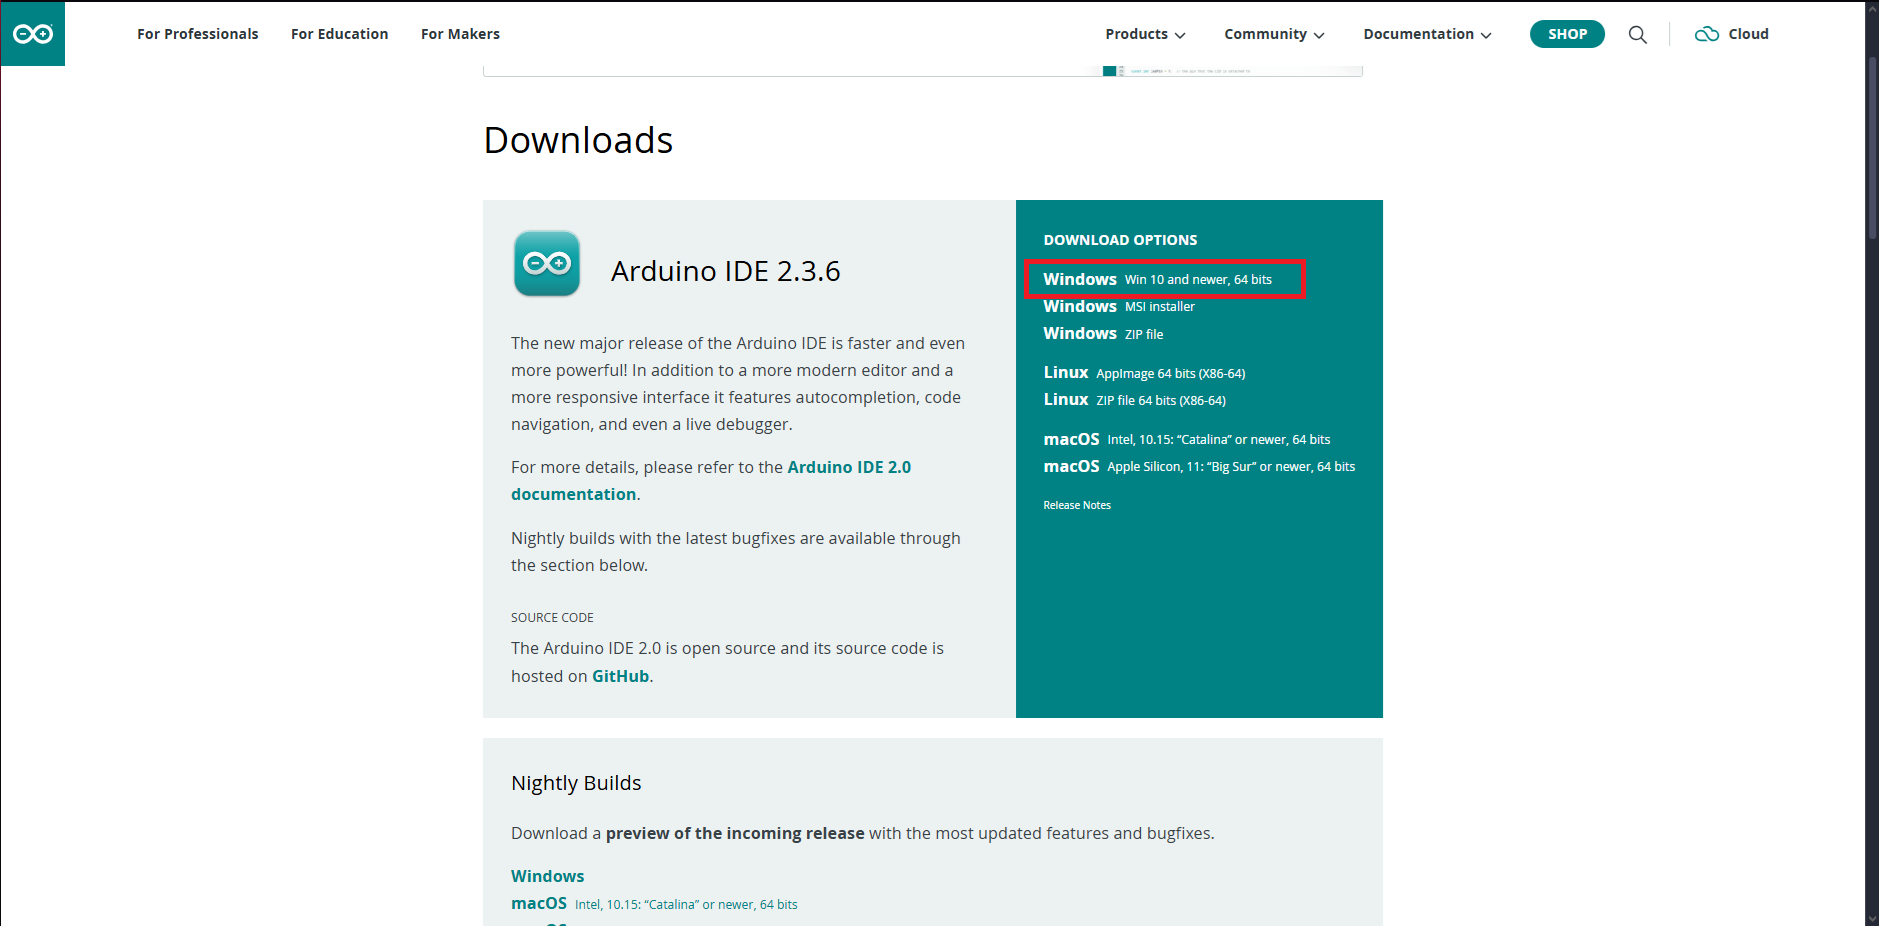 For Professionals For Education For Makers Products Community Documentation SHOP Cloud
Downloads
Arduino IDE 2.3.6
The new major release of the Arduino IDE is faster and even
more powerful! In addition to a more modern editor and a
more responsive interface it features autocompletion, code
navigation, and even a live debugger.
For more details, please refer to the Arduino IDE 2.0
documentation.
Nightly builds with the latest bugfixes are available through
the section below.
SOURCE CODE
The Arduino IDE 2.0 is open source and its source code is
hosted on GitHub.
DOWNLOAD OPTIONS
Windows Win 10 and newer, 64 bits
Windows MSI installer
Windows ZIP file
Linux AppImage 64 bits (X86-64)
Linux ZIP file 64 bits (X86-64)
macOS Intel, 10.15: “Catalina” or newer, 64 bits
macOS Apple Silicon, 11: “Big Sur” or newer, 64 bits
Release Notes
Nightly Builds
Download a preview of the incoming release with the most updated features and bugfixes.
Windows
macOS Intel, 10.15: “Catalina” or newer, 64 bits